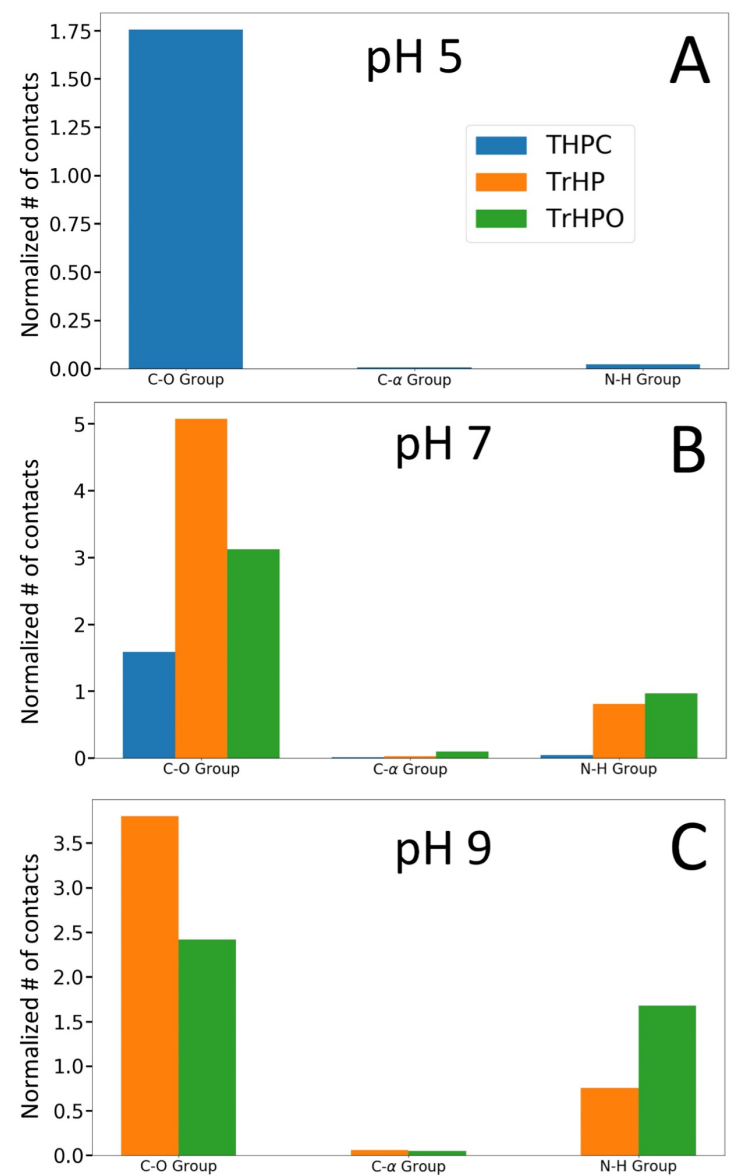 pH 5
A
Normalized # of contacts
1.75
1.50
1.25
1.00
0.75
0.50
0.25
0.00
THPC
TrHP
TrHPO
C-O Group
C-α Group
N-H Group
pH 7
B
Normalized # of contacts
5
4
3
2
1
0
C-O Group
C-α Group
N-H Group
pH 9
C
Normalized # of contacts
3.5
3.0
2.5
2.0
1.5
1.0
0.5
0.0
C-O Group
C-α Group
N-H Group